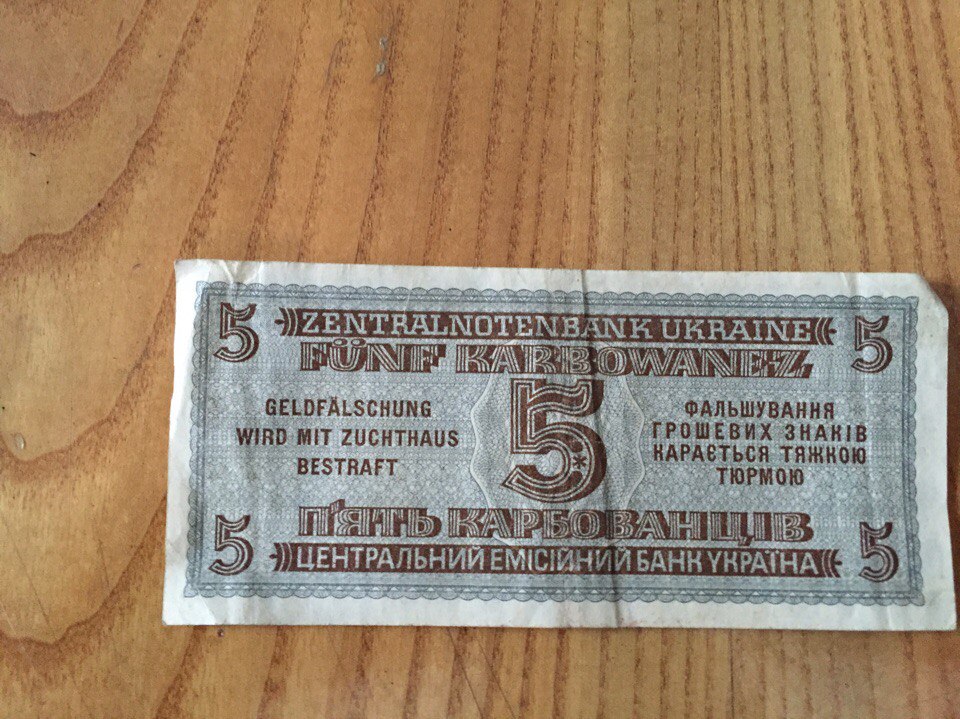 5 ZENTRALNOTENBANK UKRAINE 5
FÜNF KARBOWANEZ
GELDFÄLSCHUNG
WIRD MIT ZUCHTHAUS
BESTRAFT
5
ФАЛЬШУВАННЯ
ГРОШЕВИХ ЗНАКІВ
КАРАЄТЬСЯ ТЯЖКОЮ
ТЮРМОЮ
П'ЯТЬ КАРБОВАНЦІВ
5 ЦЕНТРАЛЬНИЙ ЕМІСІЙНИЙ БАНК УКРАЇНА 5